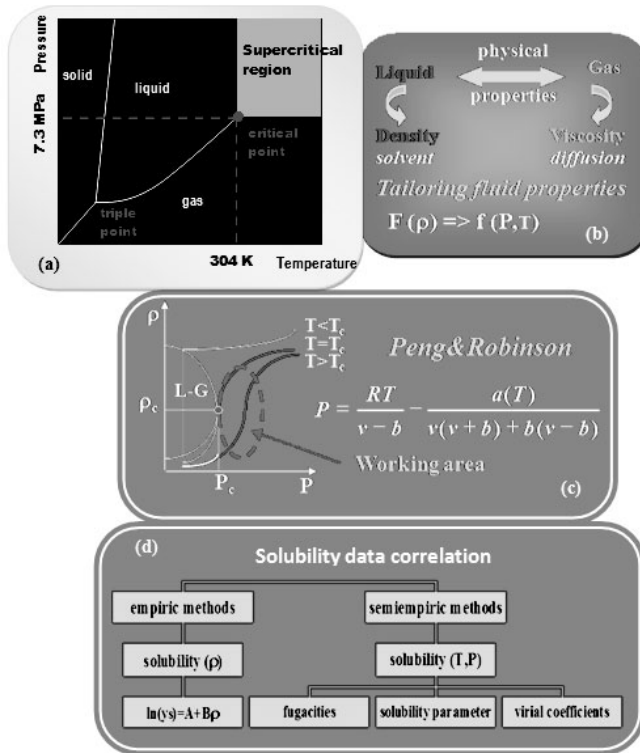 Pressure
7.3 MPa
solid
liquid
Supercritical
region
critical
point
gas
triple
point
(a)
304 K
Temperature
physical
Liquid
Gas
properties
Density
Viscosity
solvent
diffusion
Tailoring fluid properties
F(ρ) => f(P,T)
(b)
ρ
T<Tc
T=Tc
T>Tc
L-G
ρc
Pc
P
Working area
Peng&Robinson
P = RT/(v − b) − a(T)/(v(v + b) + b(v − b))
(c)
(d)
Solubility data correlation
empiric methods
semiempiric methods
solubility (ρ)
solubility (T,P)
ln(ys)=A+Bρ
fugacities
solubility parameter
virial coefficients